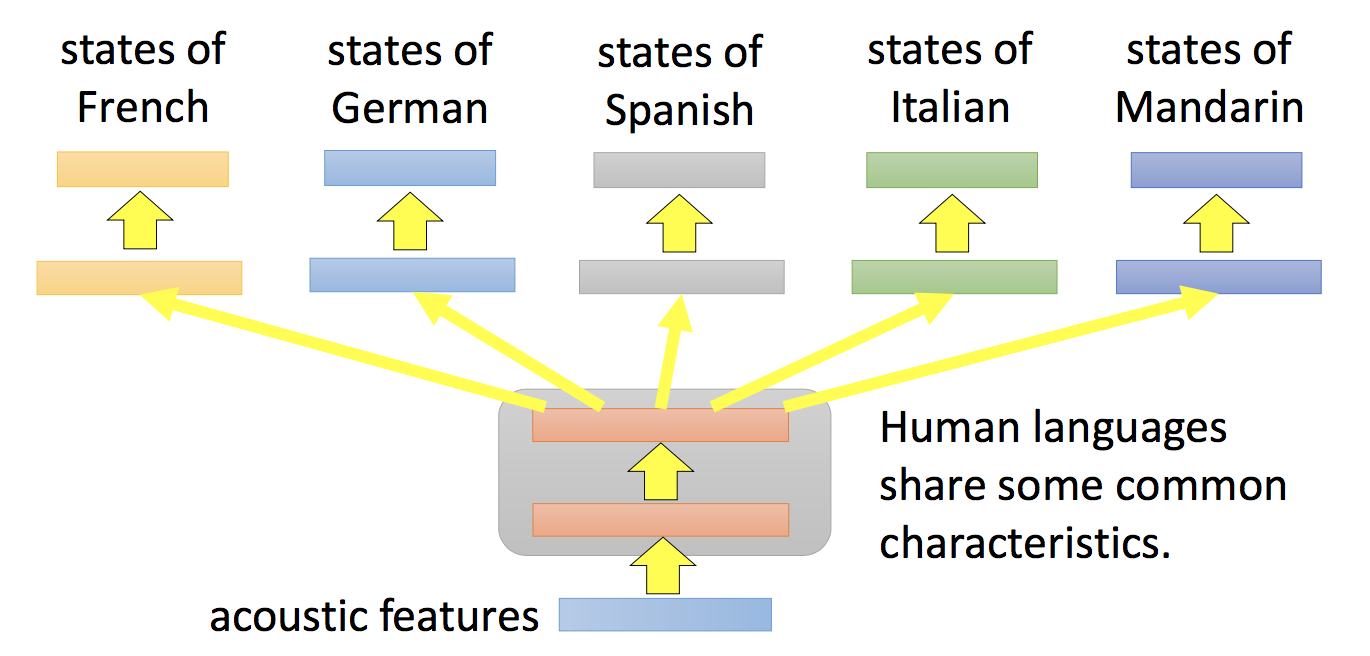 states of
French
states of
German
states of
Spanish
states of
Italian
states of
Mandarin
Human languages
share some common
characteristics.
acoustic features